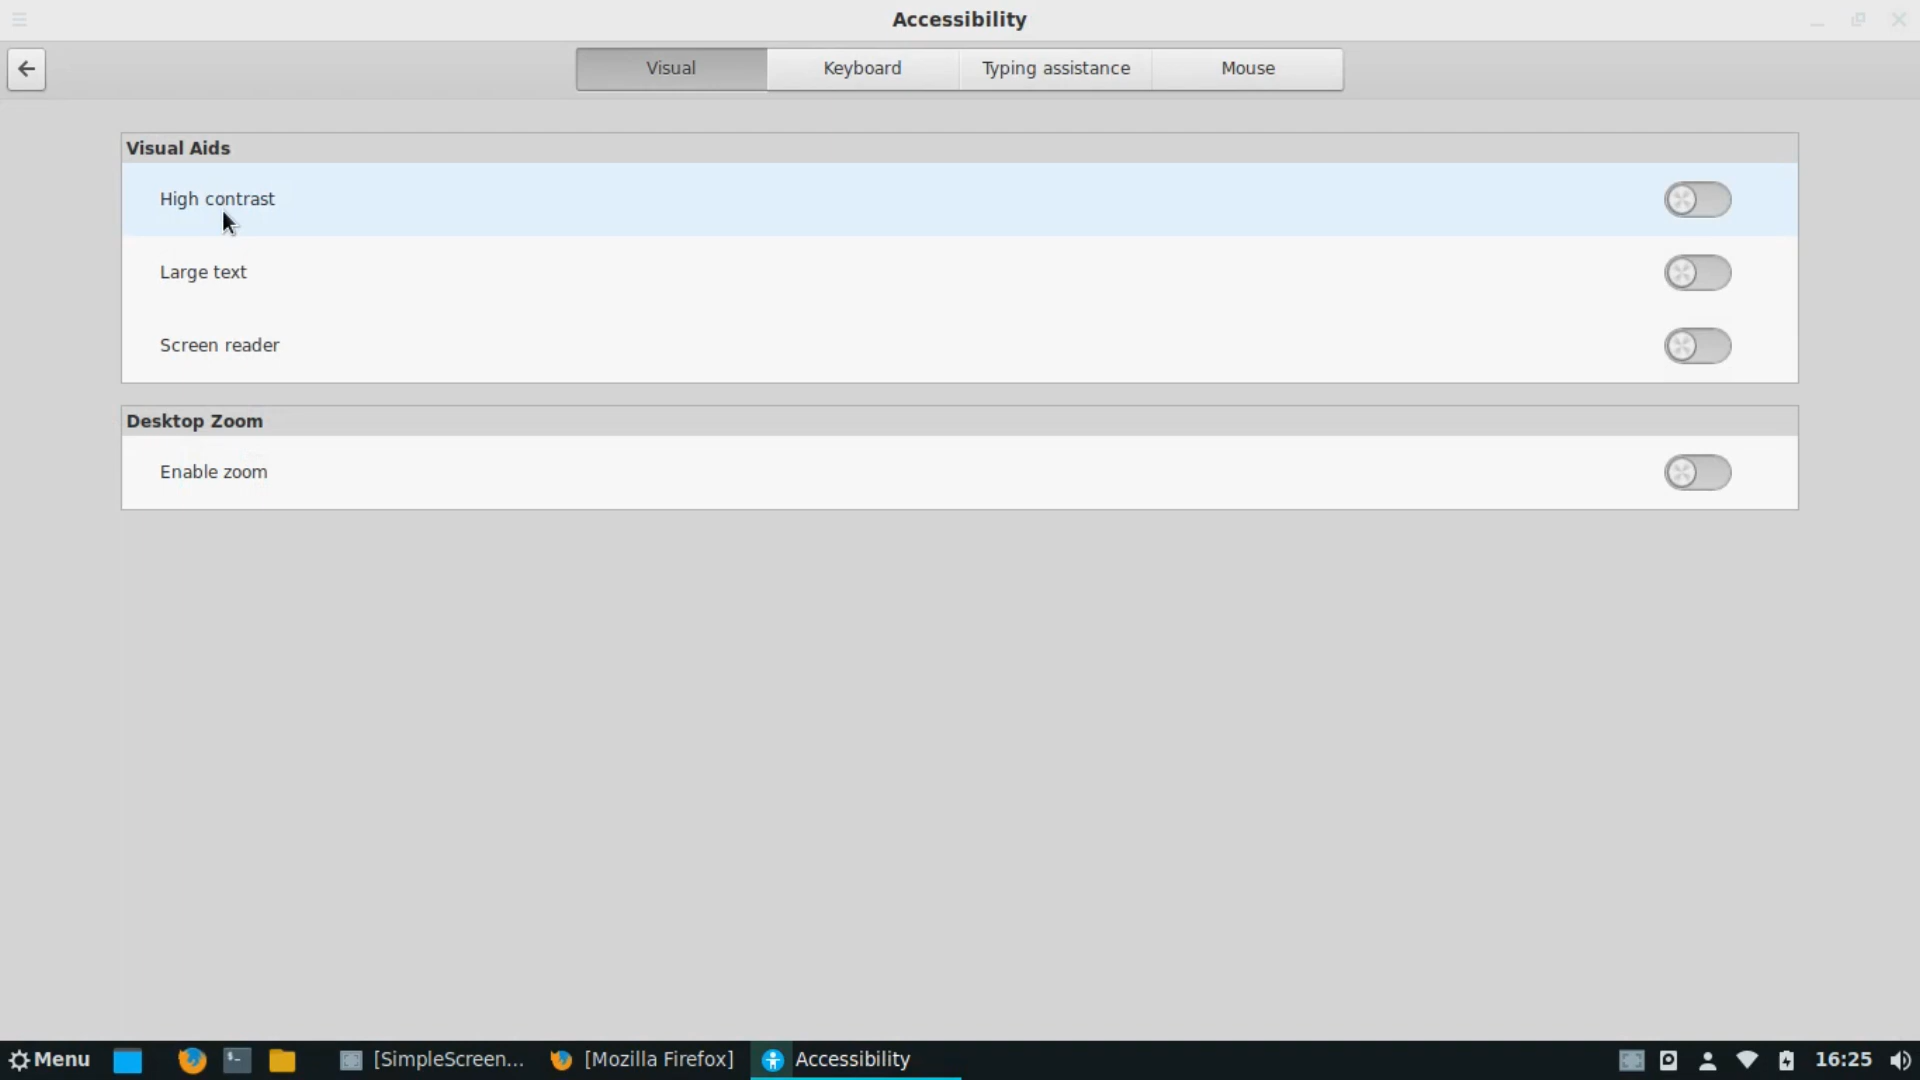 Accessibility
Visual
Keyboard
Typing assistance
Mouse
Visual Aids
High contrast
Large text
Screen reader
Desktop Zoom
Enable zoom
Menu
[SimpleScreen...
[Mozilla Firefox]
Accessibility
16:25